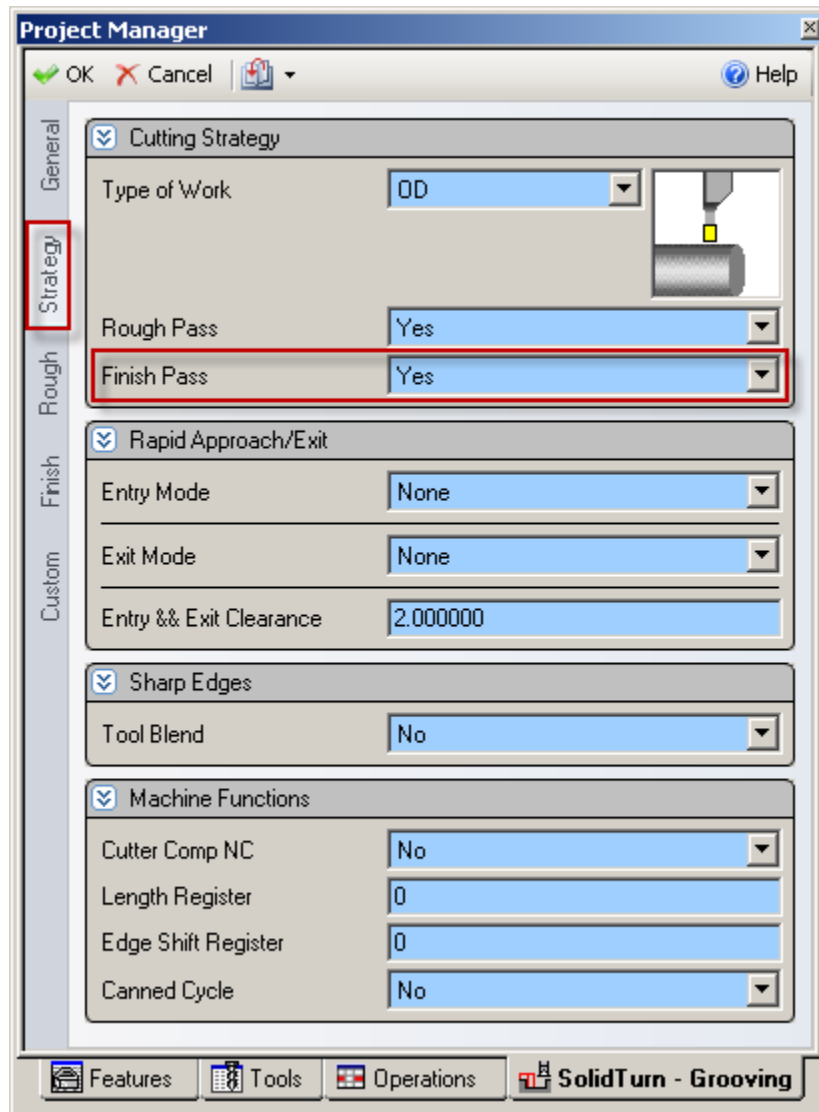 Project Manager
OK Cancel Help
General
Strategy
Rough
Finish
Custom
Cutting Strategy
Type of Work OD
Rough Pass Yes
Finish Pass Yes
Rapid Approach/Exit
Entry Mode None
Exit Mode None
Entry && Exit Clearance 2.000000
Sharp Edges
Tool Blend No
Machine Functions
Cutter Comp NC No
Length Register 0
Edge Shift Register 0
Canned Cycle No
Features Tools Operations SolidTurn - Grooving